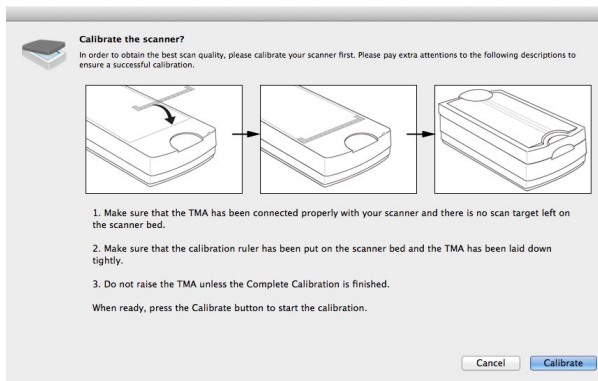 Calibrate the scanner?
In order to obtain the best scan quality, please calibrate your scanner first. Please pay extra attentions to the following descriptions to
ensure a successful calibration.
1. Make sure that the TMA has been connected properly with your scanner and there is no scan target left on
the scanner bed.
2. Make sure that the calibration ruler has been put on the scanner bed and the TMA has been laid down
tightly.
3. Do not raise the TMA unless the Complete Calibration is finished.
When ready, press the Calibrate button to start the calibration.
Cancel Calibrate